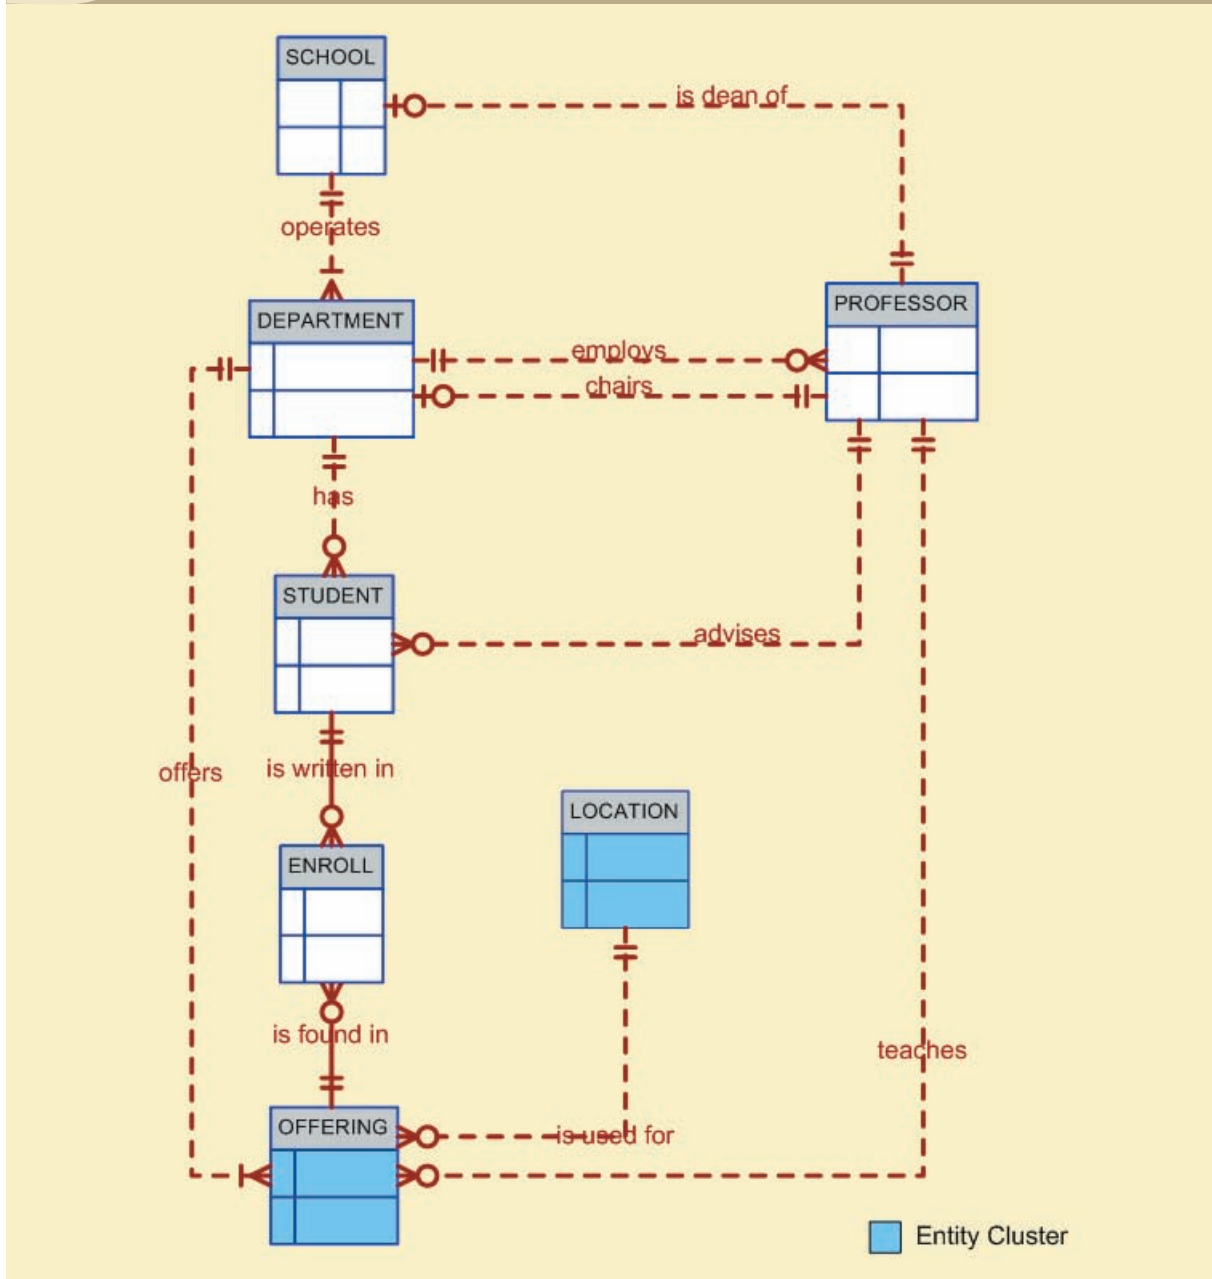 SCHOOL
is dean of
operates
PROFESSOR
DEPARTMENT
employs
chairs
has
STUDENT
advises
offers
is written in
LOCATION
ENROLL
is found in
teaches
OFFERING
is used for
Entity Cluster